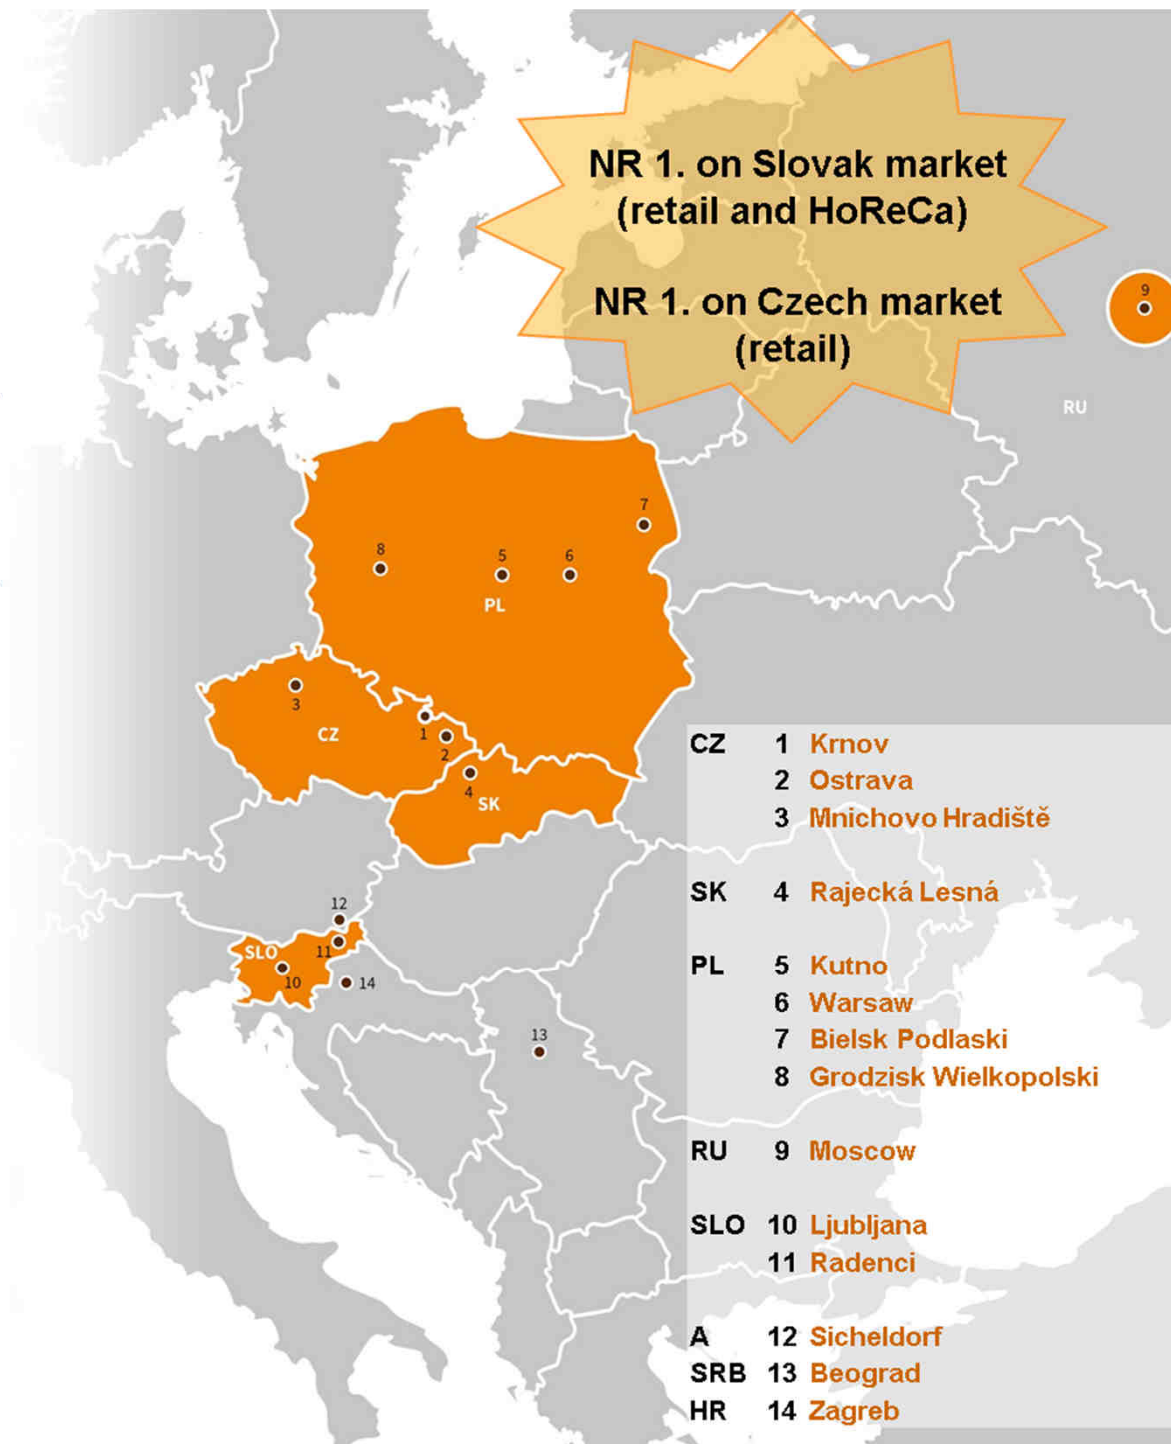 NR 1. on Slovak market
(retail and HoReCa)
NR 1. on Czech market
(retail)
9
RU
7
8
5
6
PL
3
CZ
1
2
4
SK
12
SLO
11
10
14
13
CZ 1 Krnov
2 Ostrava
3 Mnichovo Hradiště
SK 4 Rajecká Lesná
PL 5 Kutno
6 Warsaw
7 Bielsk Podlaski
8 Grodzisk Wielkopolski
RU 9 Moscow
SLO 10 Ljubljana
11 Radenci
A 12 Sicheldorf
SRB 13 Beograd
HR 14 Zagreb